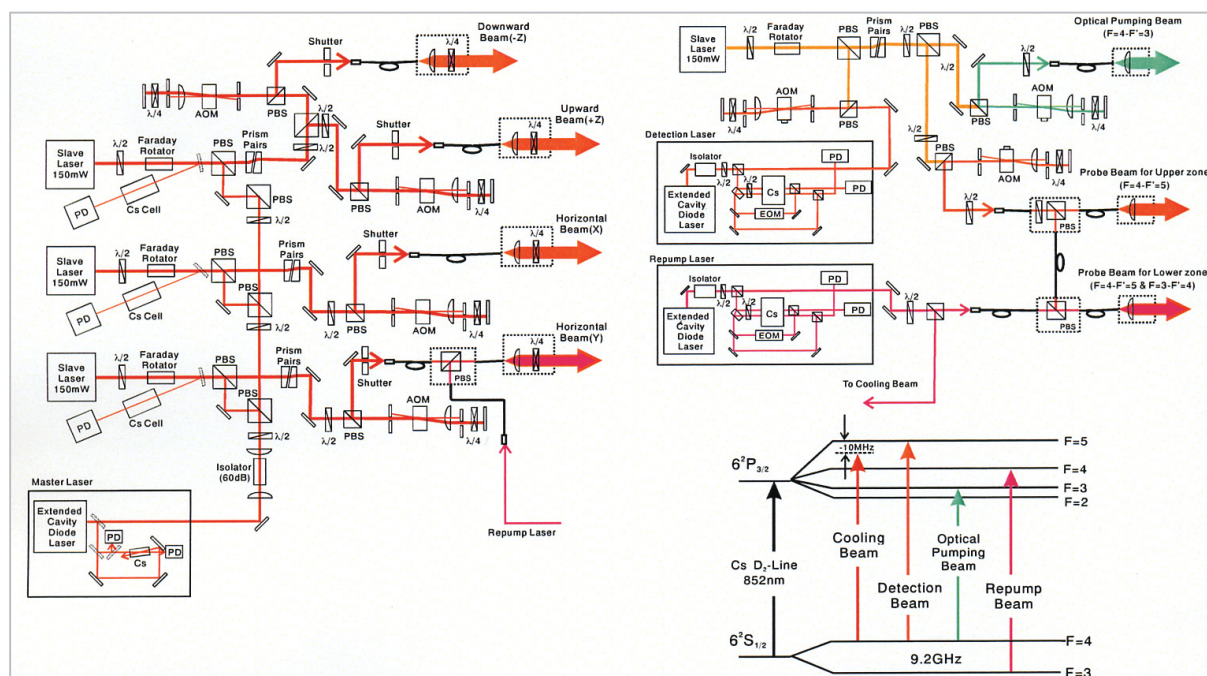 Downward
Beam(-Z)
Shutter
λ/4
λ/4
AOM
PBS
λ/2
Upward
Beam(+Z)
Shutter
λ/4
λ/2
PBS
AOM
λ/4
Slave
Laser
150mW
λ/2
Faraday
Rotator
PBS
Prism
Pairs
PD
Cs Cell
PBS
λ/2
Horizontal
Beam(X)
Shutter
λ/4
Slave
Laser
150mW
λ/2
Faraday
Rotator
PBS
Prism
Pairs
PD
Cs Cell
PBS
λ/2
λ/2
PBS
AOM
λ/4
Horizontal
Beam(Y)
Shutter
PBS
λ/4
Slave
Laser
150mW
λ/2
Faraday
Rotator
PBS
Prism
Pairs
PD
Cs Cell
PBS
λ/2
λ/2
PBS
AOM
λ/4
Isolator
(60dB)
Master Laser
Extended
Cavity
Diode
Laser
PD
Cs
PD
Repump Laser
Slave
Laser
150mW
λ/2
Faraday
Rotator
PBS
Prism
Pairs
λ/2
PBS
λ/2
Optical Pumping Beam
(F=4-F'=3)
λ/2
PBS
AOM
λ/4
AOM
λ/4
PBS
λ/2
PBS
AOM
λ/4
Detection Laser
Isolator
λ/2
λ/2
Cs
PD
PD
EOM
Extended
Cavity
Diode
Laser
Probe Beam for Upper zone
(F=4-F'=5)
λ/2
PBS
Repump Laser
Isolator
λ/2
λ/2
Cs
PD
PD
EOM
Extended
Cavity
Diode
Laser
λ/2
PBS
Probe Beam for Lower zone
(F=4-F'=5 & F=3-F'=4)
PBS
To Cooling Beam
6²P₃/₂
-10MHz
F=5
F=4
F=3
F=2
Cs D₂-Line
852nm
Cooling
Beam
Detection
Beam
Optical
Pumping
Beam
Repump
Beam
6²S₁/₂
9.2GHz
F=4
F=3